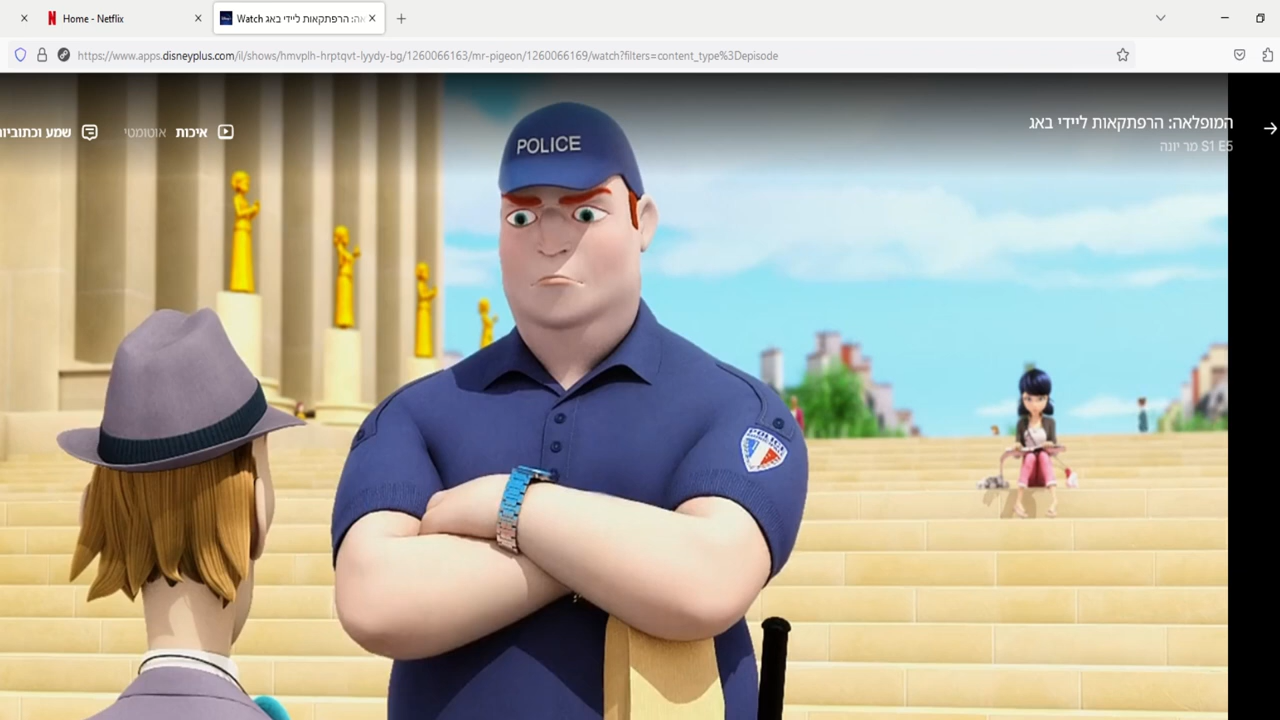 Home - Netflix
Watch אה: הרפתקאות ליידי באג
https://www.apps.disneyplus.com/il/shows/hmvplh-hrptqvt-lyydy-bg/1260066163/mr-pigeon/1260066169/watch?filters=content_type%3Depisode
המופלאה: הרפתקאות ליידי באג
S1 E5 מר יונה
איכות אוטומטי
שמע וכתוביות
POLICE